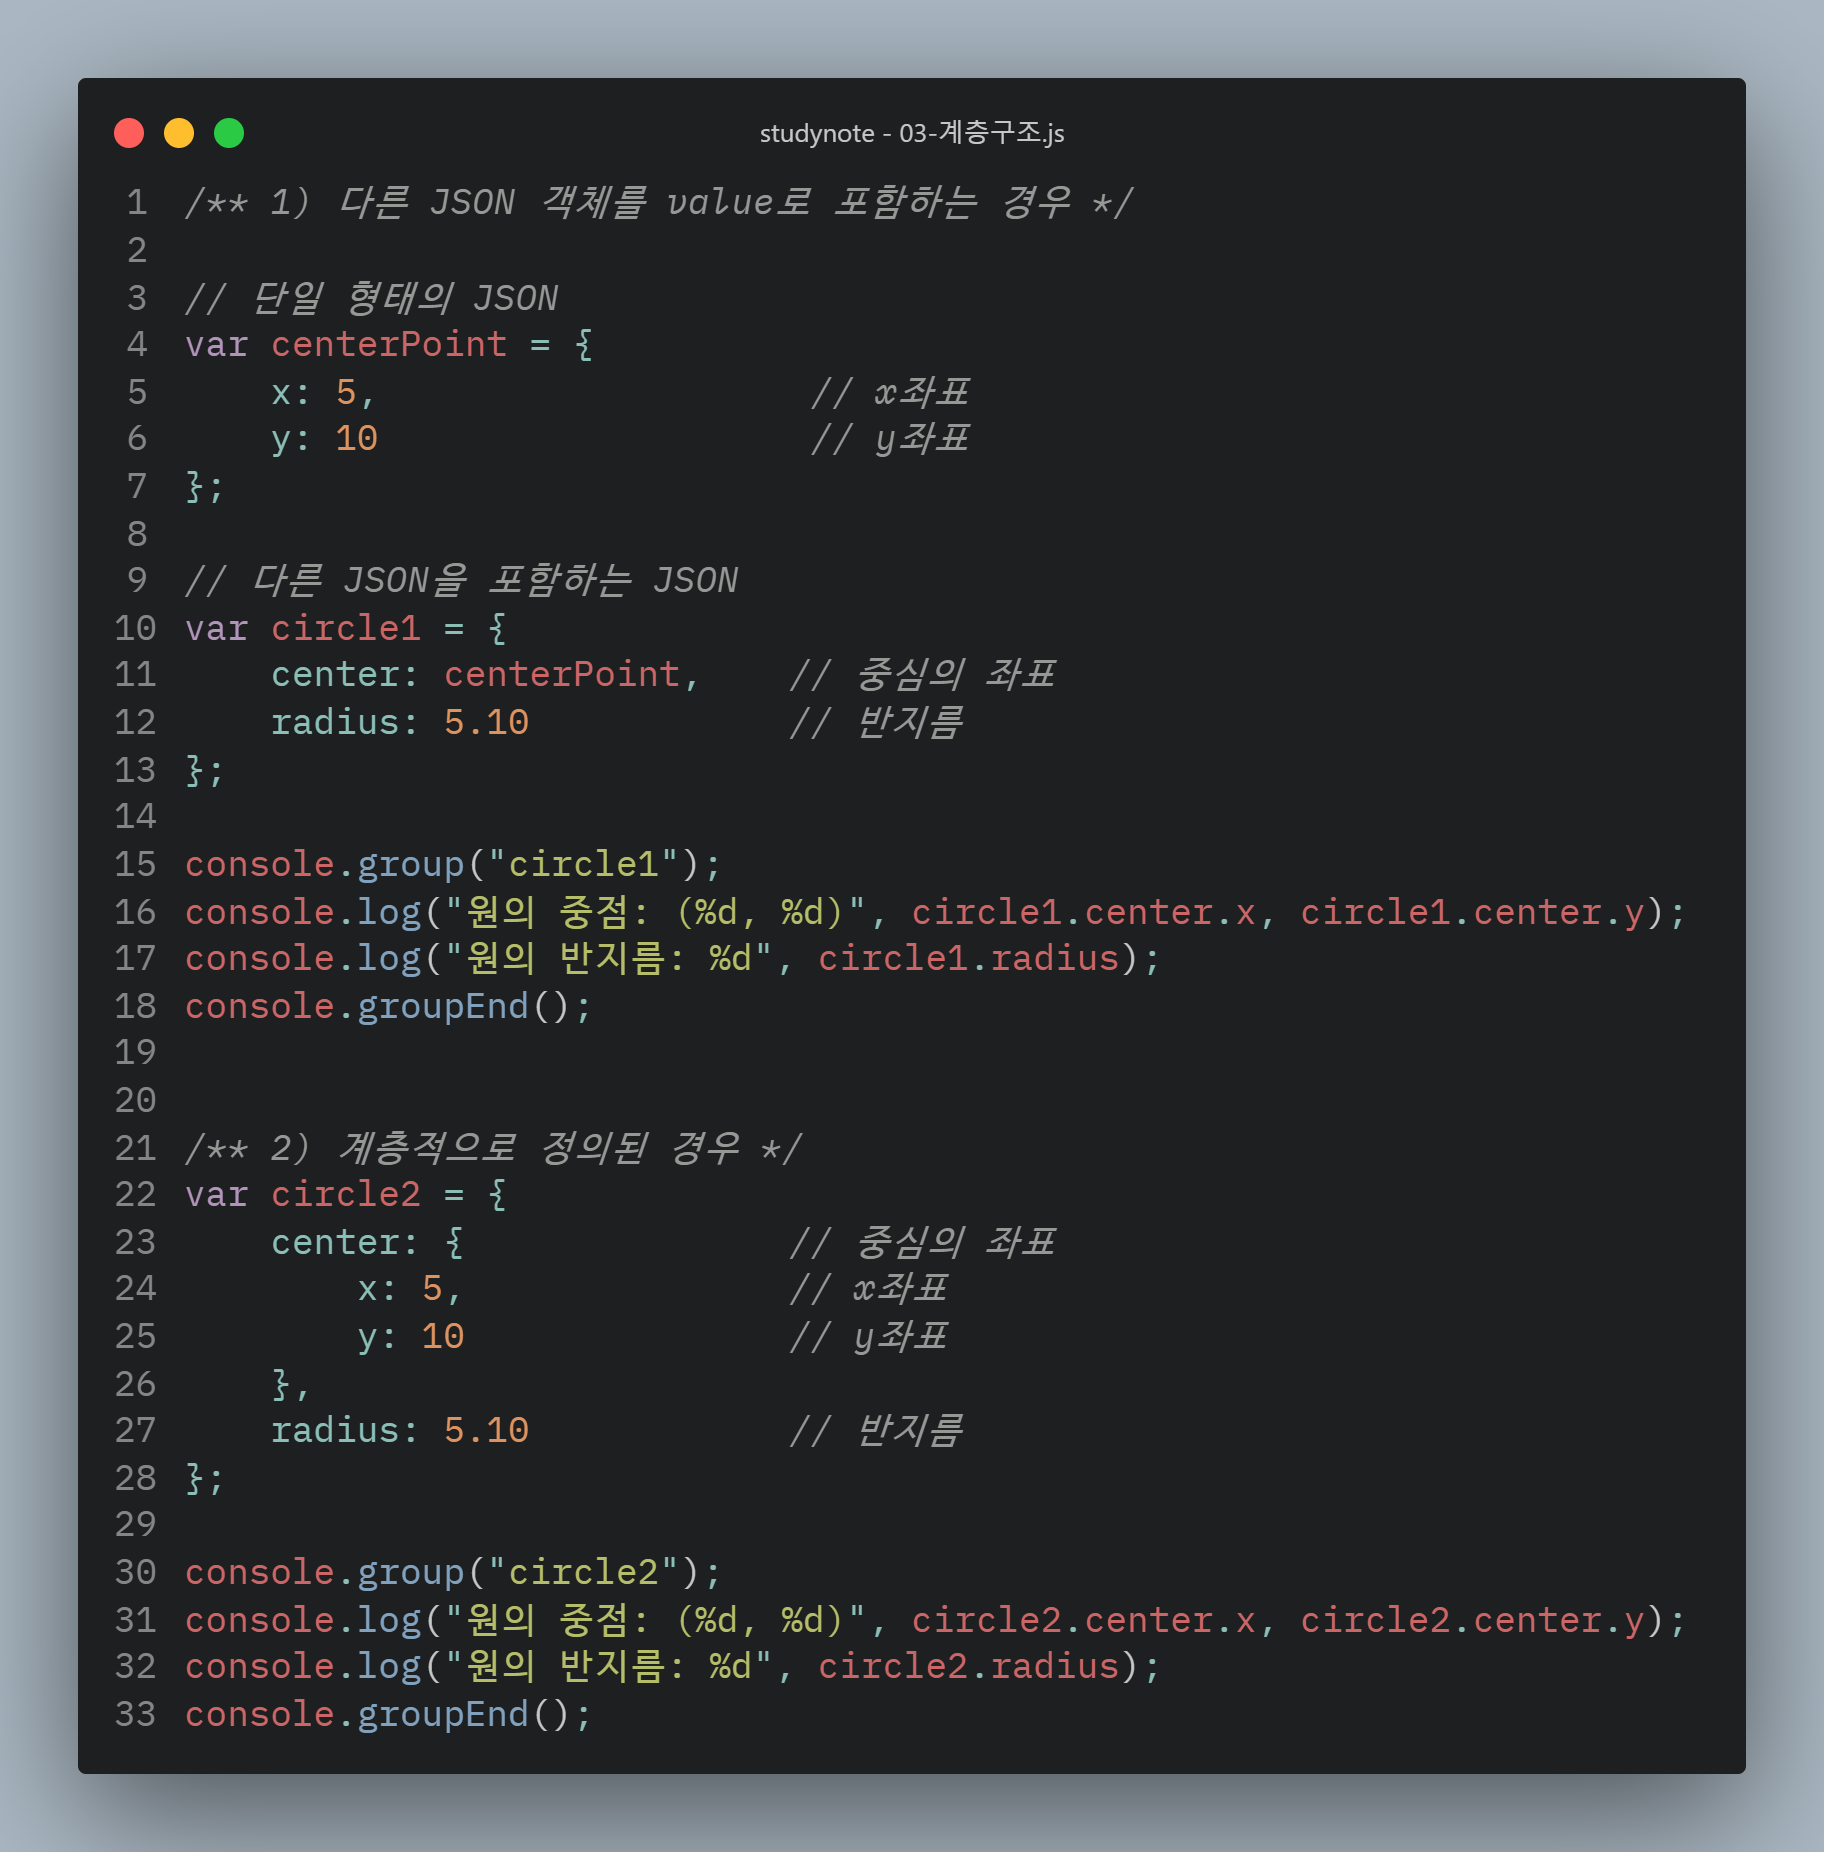 studynote - 03-계층구조.js
1 /** 1) 다른 JSON 객체를 value로 포함하는 경우 */
2
3 // 단일 형태의 JSON
4 var centerPoint = {
5     x: 5,                    // x좌표
6     y: 10                    // y좌표
7 };
8
9 // 다른 JSON을 포함하는 JSON
10 var circle1 = {
11     center: centerPoint,    // 중심의 좌표
12     radius: 5.10            // 반지름
13 };
14
15 console.group("circle1");
16 console.log("원의 중점: (%d, %d)", circle1.center.x, circle1.center.y);
17 console.log("원의 반지름: %d", circle1.radius);
18 console.groupEnd();
19
20
21 /** 2) 계층적으로 정의된 경우 */
22 var circle2 = {
23     center: {               // 중심의 좌표
24         x: 5,               // x좌표
25         y: 10               // y좌표
26     },
27     radius: 5.10            // 반지름
28 };
29
30 console.group("circle2");
31 console.log("원의 중점: (%d, %d)", circle2.center.x, circle2.center.y);
32 console.log("원의 반지름: %d", circle2.radius);
33 console.groupEnd();